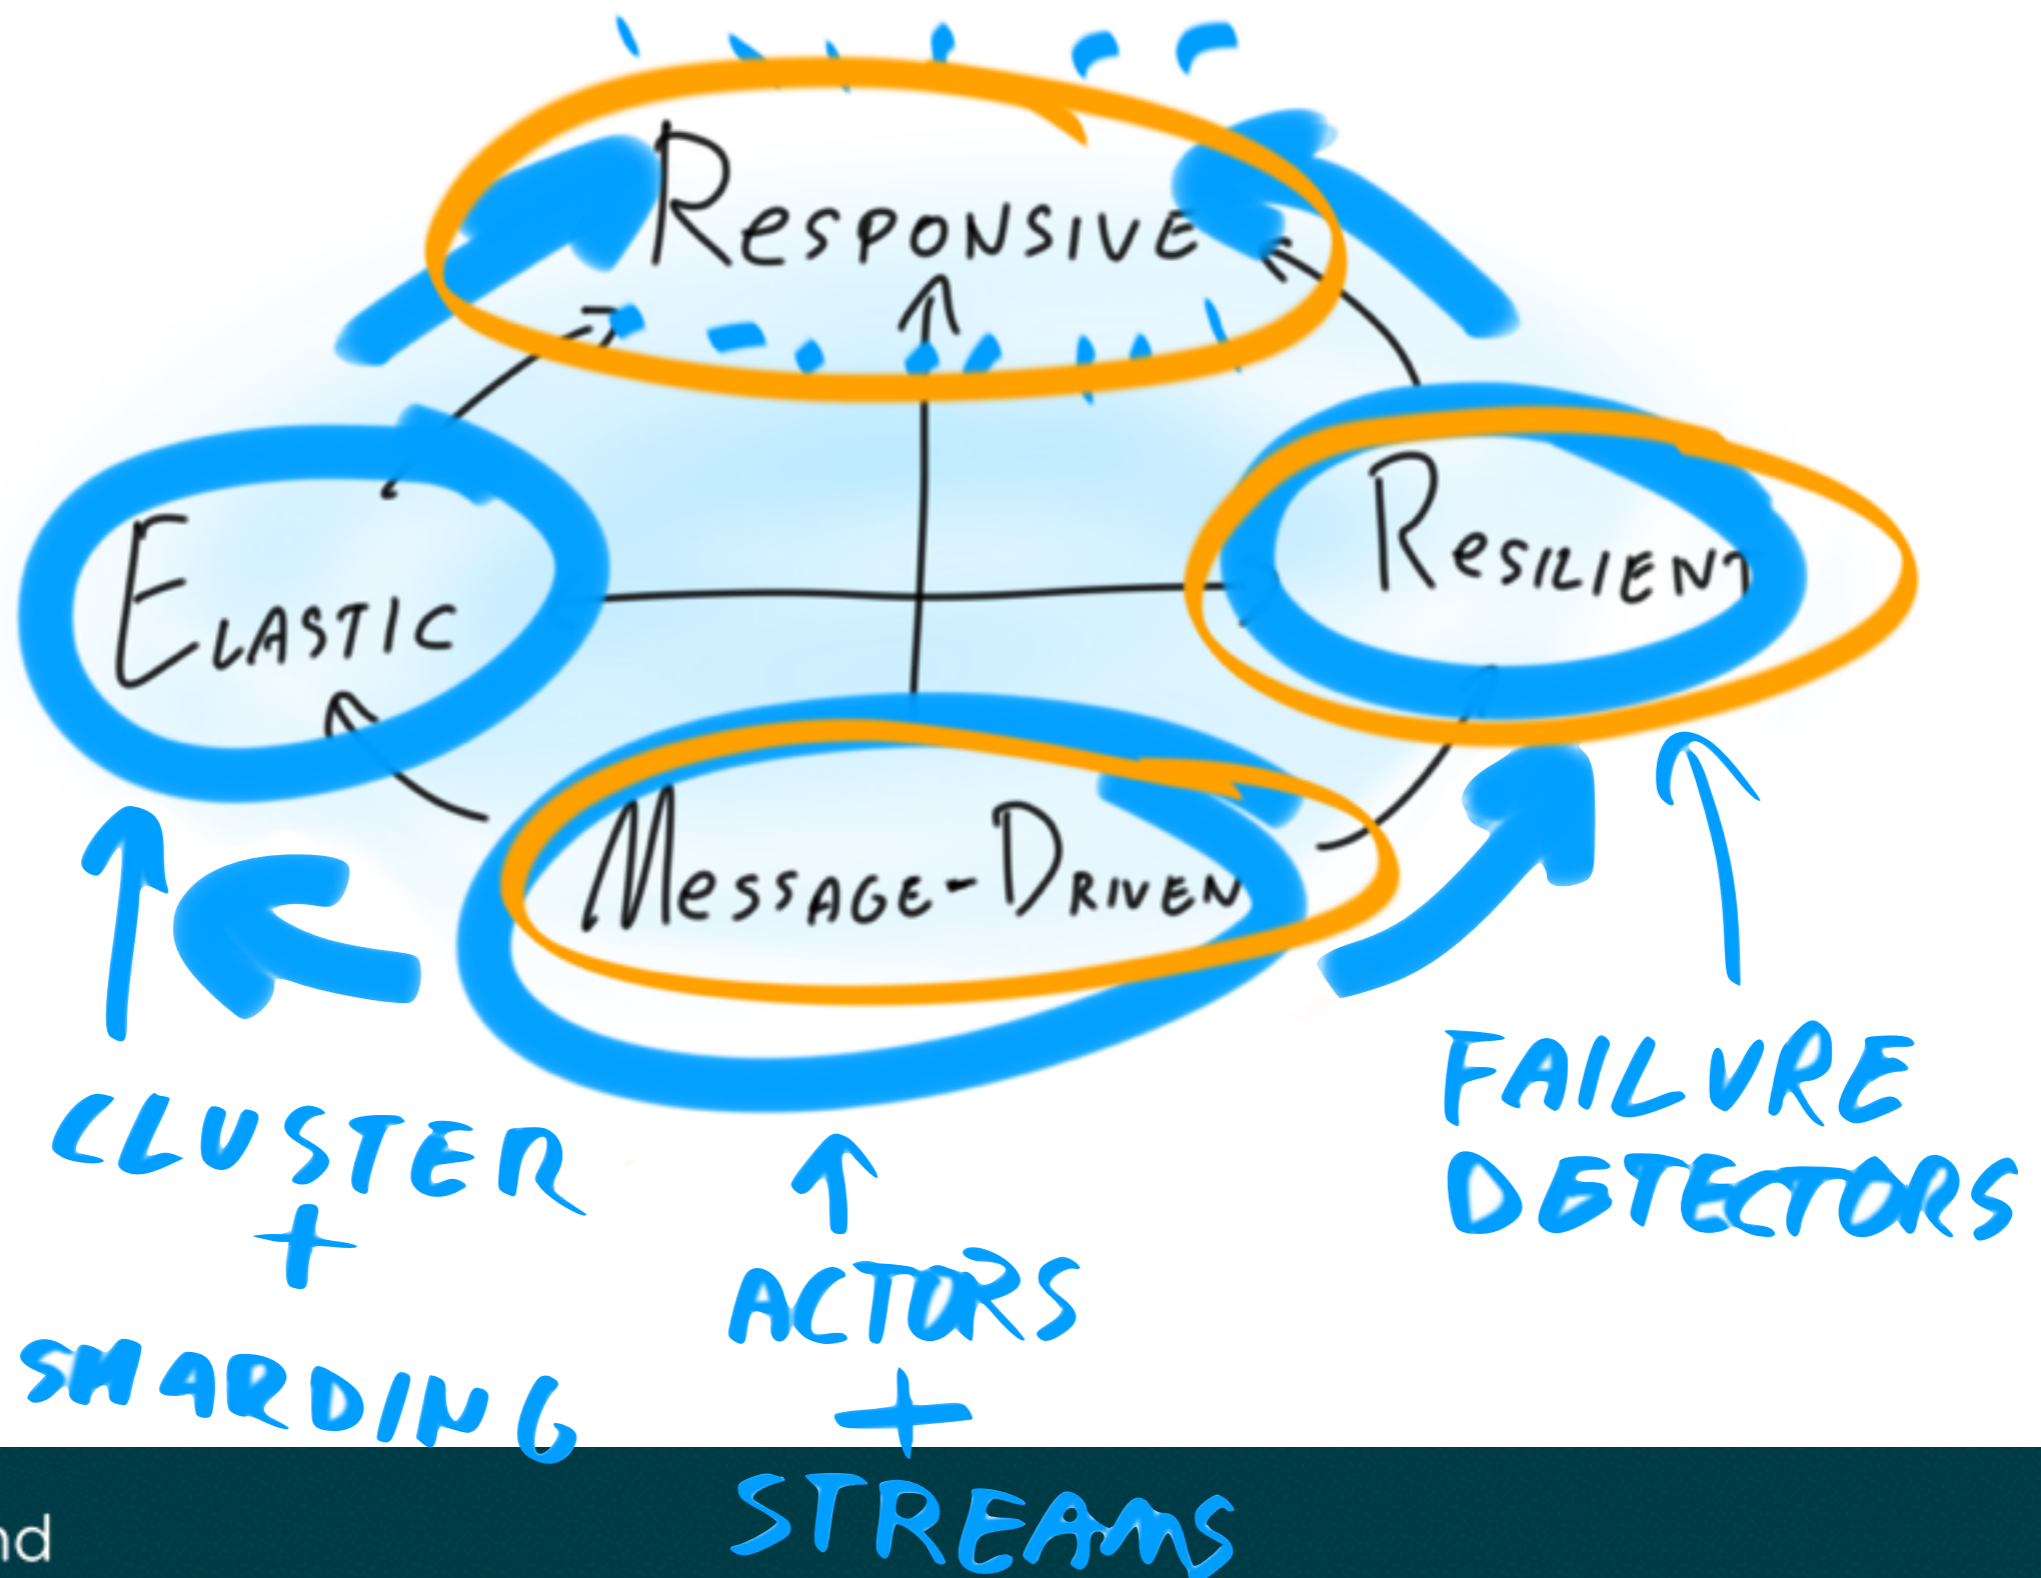 RESPONSIVE
ELASTIC
RESILIENT
MESSAGE-DRIVEN
CLUSTER
+
SHARDING
ACTORS
+
STREAMS
FAILURE
DETECTORS
nd